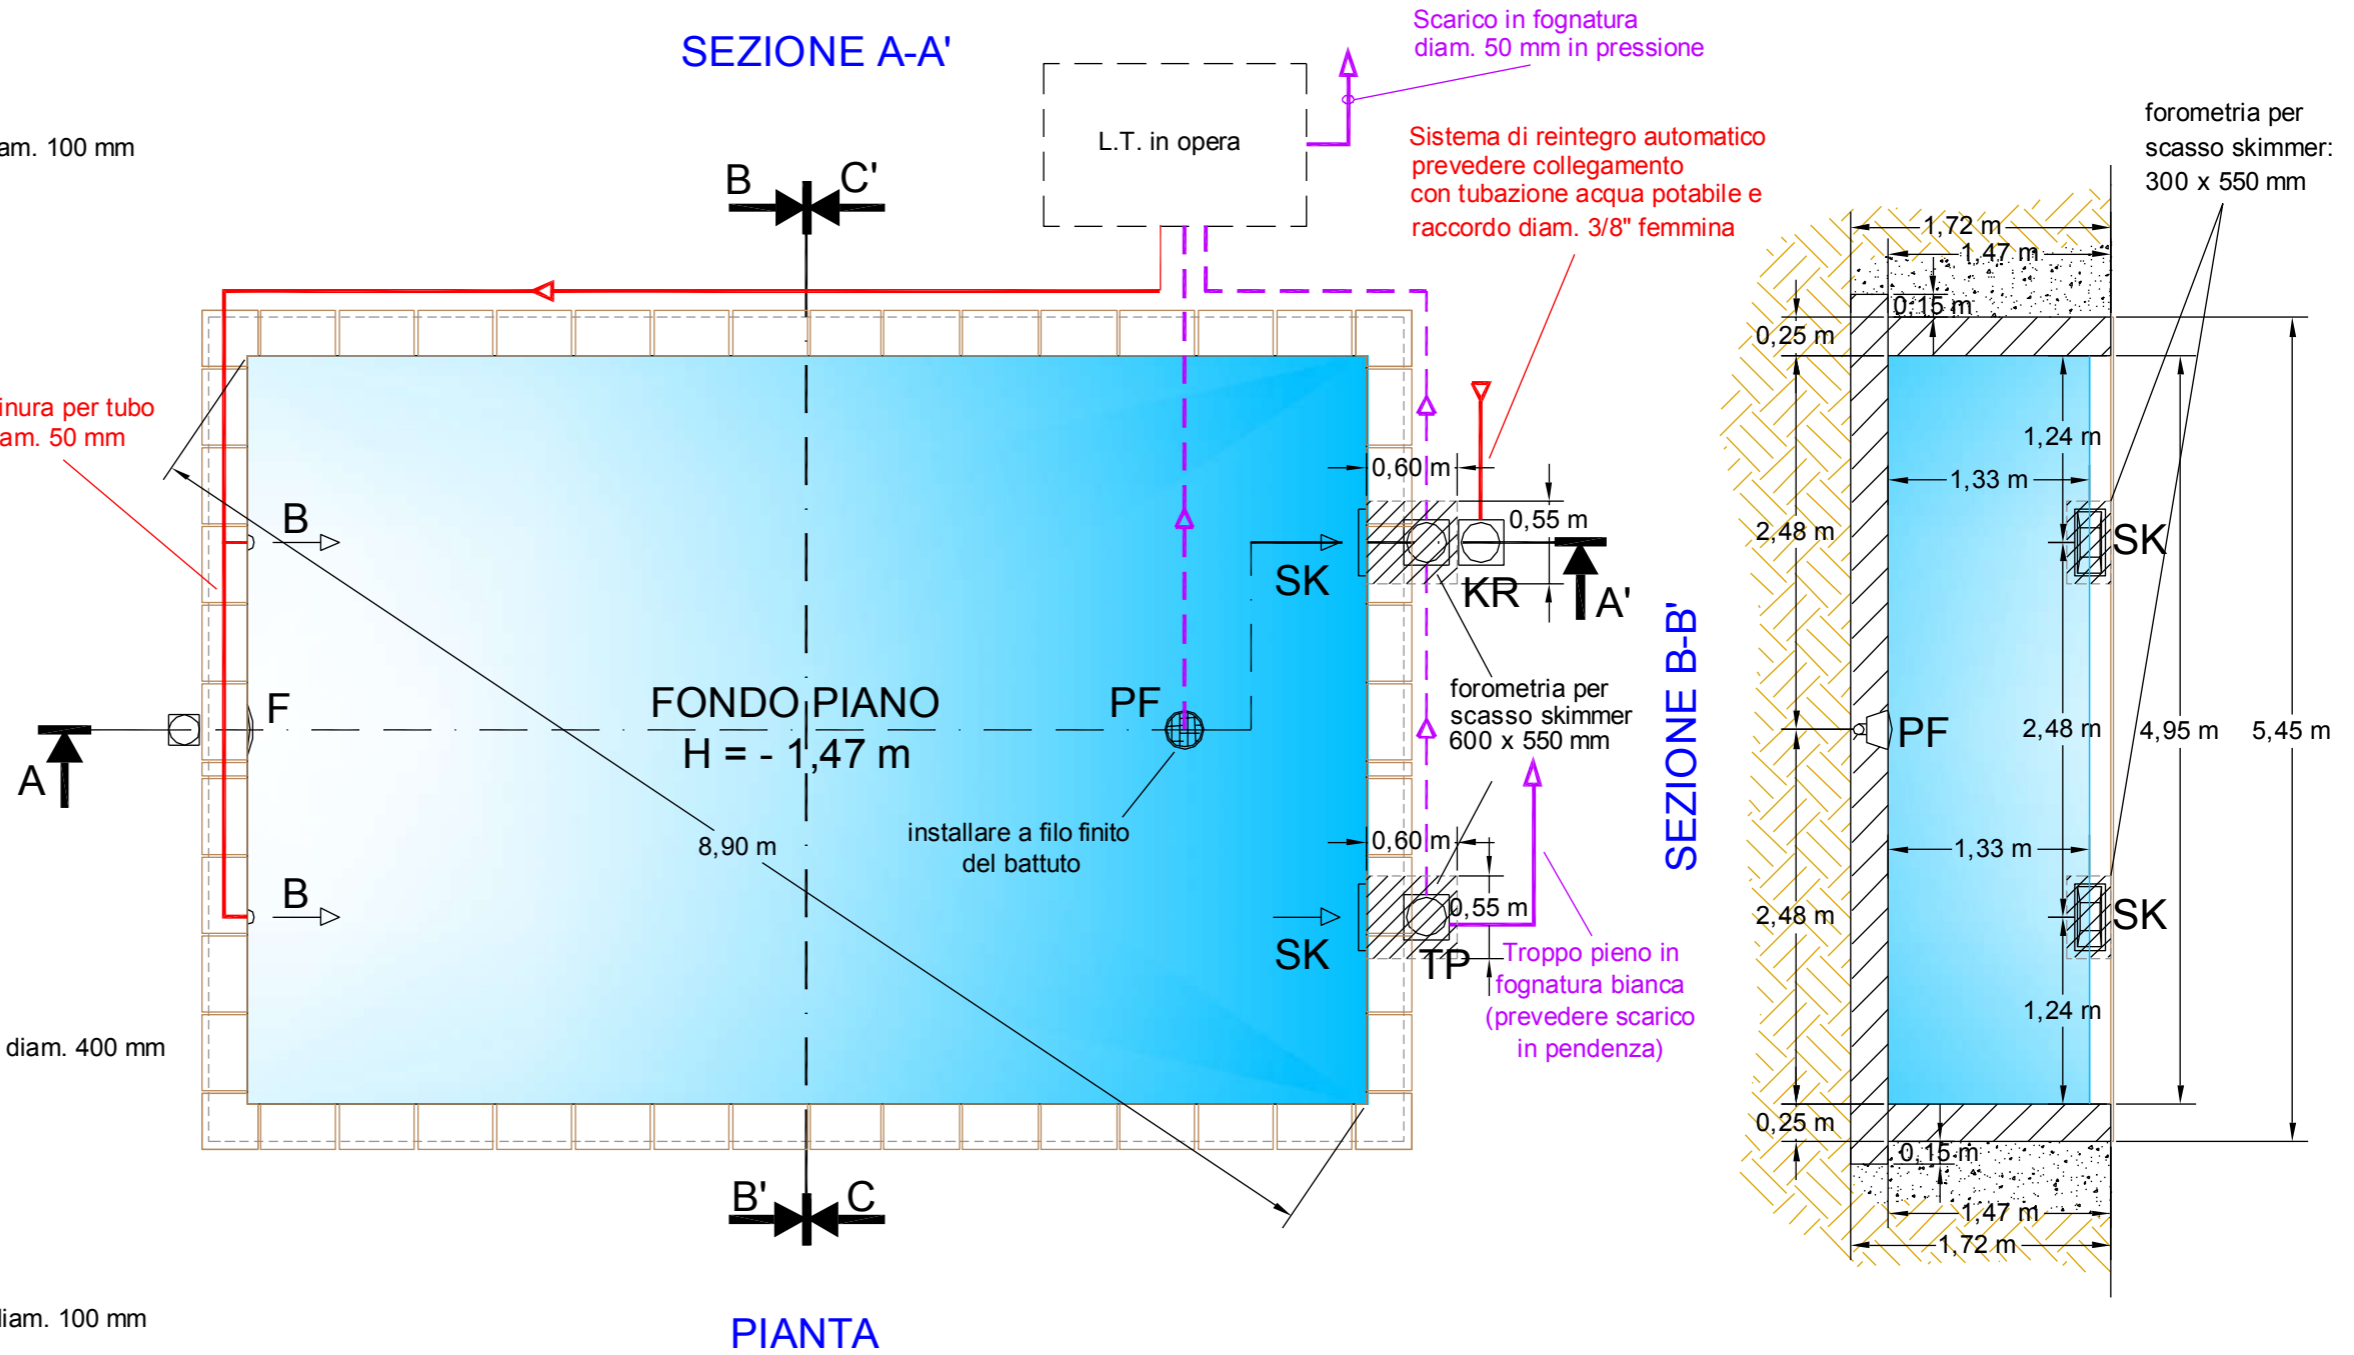 SEZIONE A-A'
Scarico in fognatura
diam. 50 mm in pressione
L.T. in opera
Sistema di reintegro automatico
prevedere collegamento
con tubazione acqua potabile e
raccordo diam. 3/8" femmina
forometria per
scasso skimmer:
300 x 550 mm
am. 100 mm
B C'
inura per tubo
am. 50 mm
B
F
A
B
FONDO PIANO
H = - 1,47 m
PF
installare a filo finito
del battuto
8,90 m
0,60 m
0,55 m
SK
KR
A'
forometria per
scasso skimmer
600 x 550 mm
0,60 m
0,55 m
SK
TP
Troppo pieno in
fognatura bianca
(prevedere scarico
in pendenza)
diam. 400 mm
B' C
diam. 100 mm
PIANTA
SEZIONE B-B'
1,72 m
1,47 m
0,15 m
0,25 m
1,24 m
1,33 m
2,48 m
SK
PF
2,48 m
4,95 m
5,45 m
1,33 m
2,48 m
SK
1,24 m
0,25 m
0,15 m
1,47 m
1,72 m